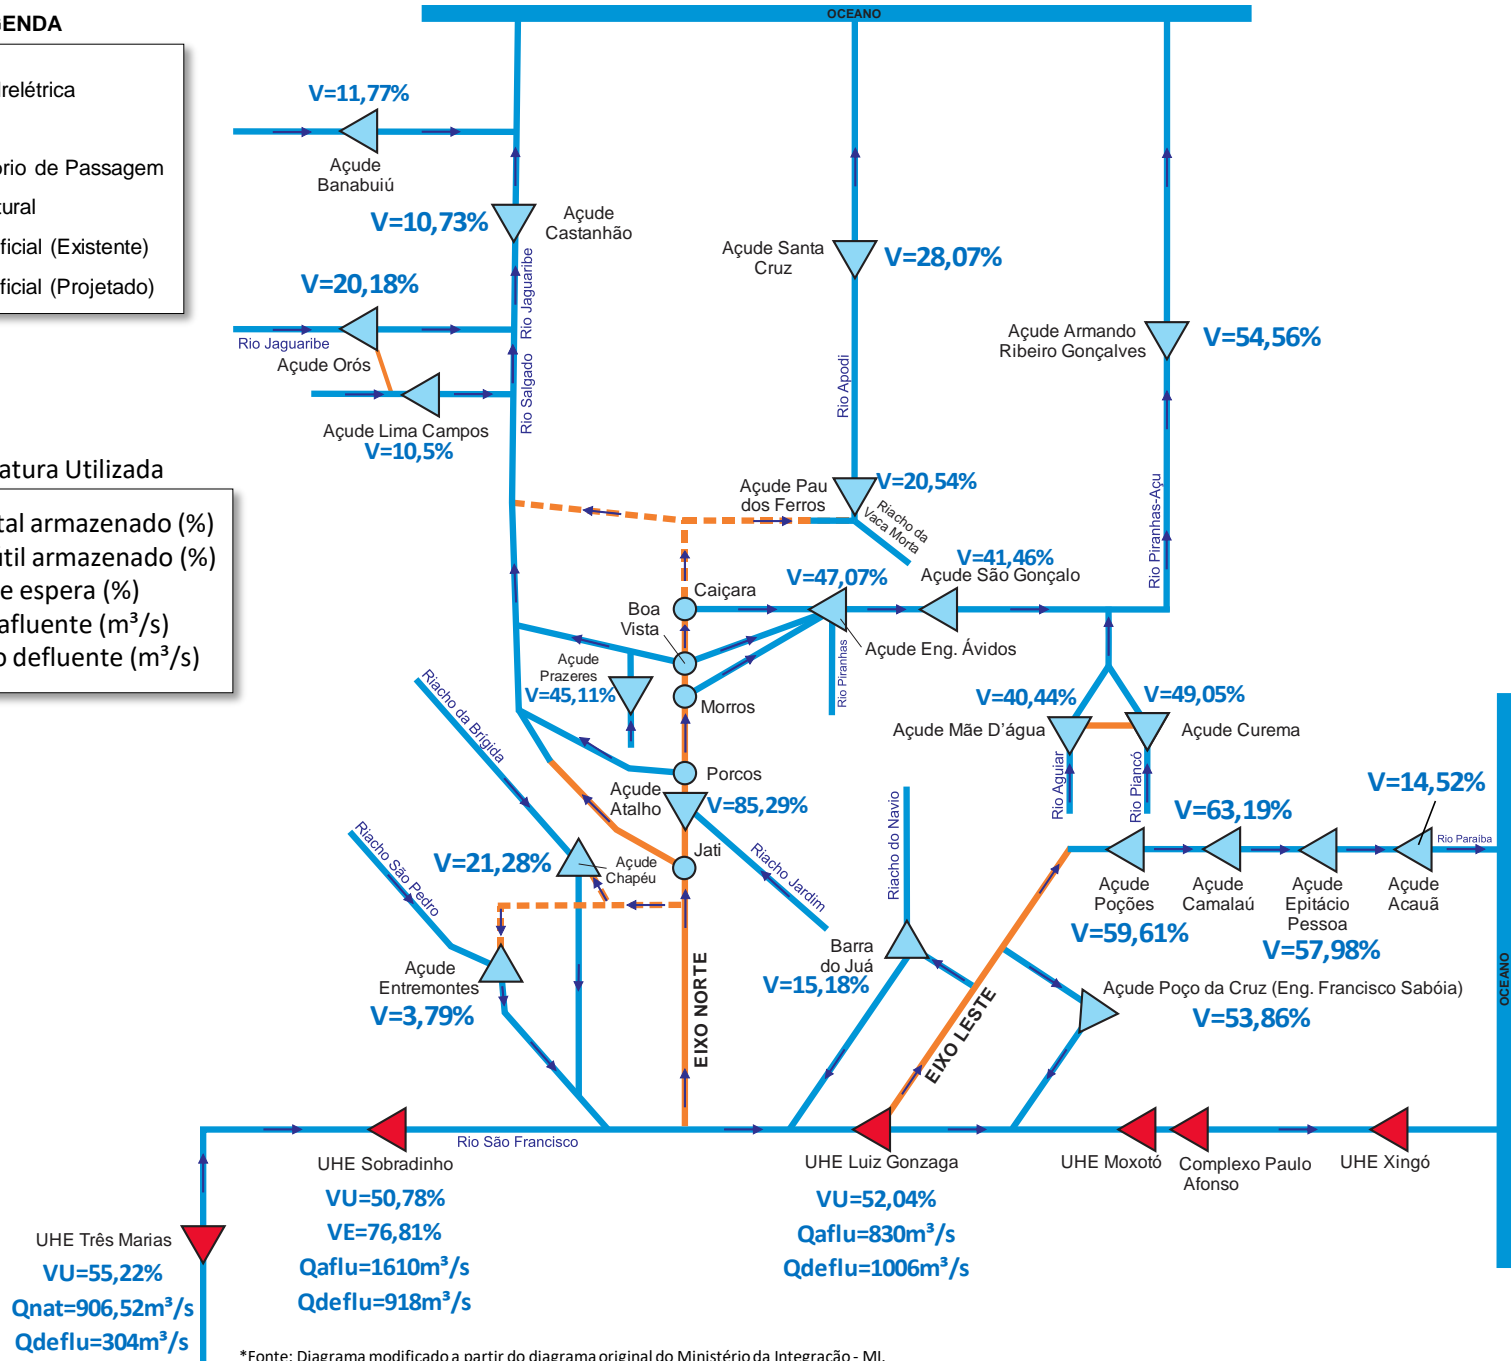 OCEANO
GENDA
drelétrica
ório de Passagem
tural
ificial (Existente)
ificial (Projetado)
V=11,77%
Açude
Banabuiú
V=10,73%
Açude
Castanhão
V=20,18%
Rio Jaguaribe
Açude Orós
Rio Jaguaribe
Rio Salgado
Açude Lima Campos
V=10,5%
Açude Santa
Cruz
V=28,07%
Rio Apodi
Açude Armando
Ribeiro Gonçalves
V=54,56%
Rio Piranhas-Açu
atura Utilizada
tal armazenado (%)
útil armazenado (%)
e espera (%)
afluente (m³/s)
o defluente (m³/s)
Açude Pau
dos Ferros
V=20,54%
Riacho da
Vaca Morta
V=41,46%
Açude São Gonçalo
V=47,07%
Caiçara
Boa
Vista
Açude Eng. Ávidos
Rio Piranhas
Açude
Prazeres
V=45,11%
Morros
Riacho da Brigida
V=40,44%
Açude Mãe D'água
V=49,05%
Açude Curema
Rio Aguiar
Rio Piancó
Porcos
Açude
Atalho
V=85,29%
Jati
Riacho Jardim
Riacho do Navio
V=14,52%
V=63,19%
Rio Paraíba
Riacho São Pedro
V=21,28%
Açude
Chapéu
Açude
Poções
V=59,61%
Açude
Camalaú
Açude
Epitácio
Pessoa
V=57,98%
Açude
Acauã
Açude
Entremontes
V=3,79%
EIXO NORTE
Barra
do Juá
V=15,18%
EIXO LESTE
Açude Poço da Cruz (Eng. Francisco Sabóia)
V=53,86%
OCEANO
Rio São Francisco
UHE Sobradinho
VU=50,78%
VE=76,81%
Qaflu=1610m³/s
Qdeflu=918m³/s
UHE Luiz Gonzaga
VU=52,04%
Qaflu=830m³/s
Qdeflu=1006m³/s
UHE Moxotó
Complexo Paulo
Afonso
UHE Xingó
UHE Três Marias
VU=55,22%
Qnat=906,52m³/s
Qdeflu=304m³/s
*Fonte: Diagrama modificado a partir do diagrama original do Ministério da Integração - MI.